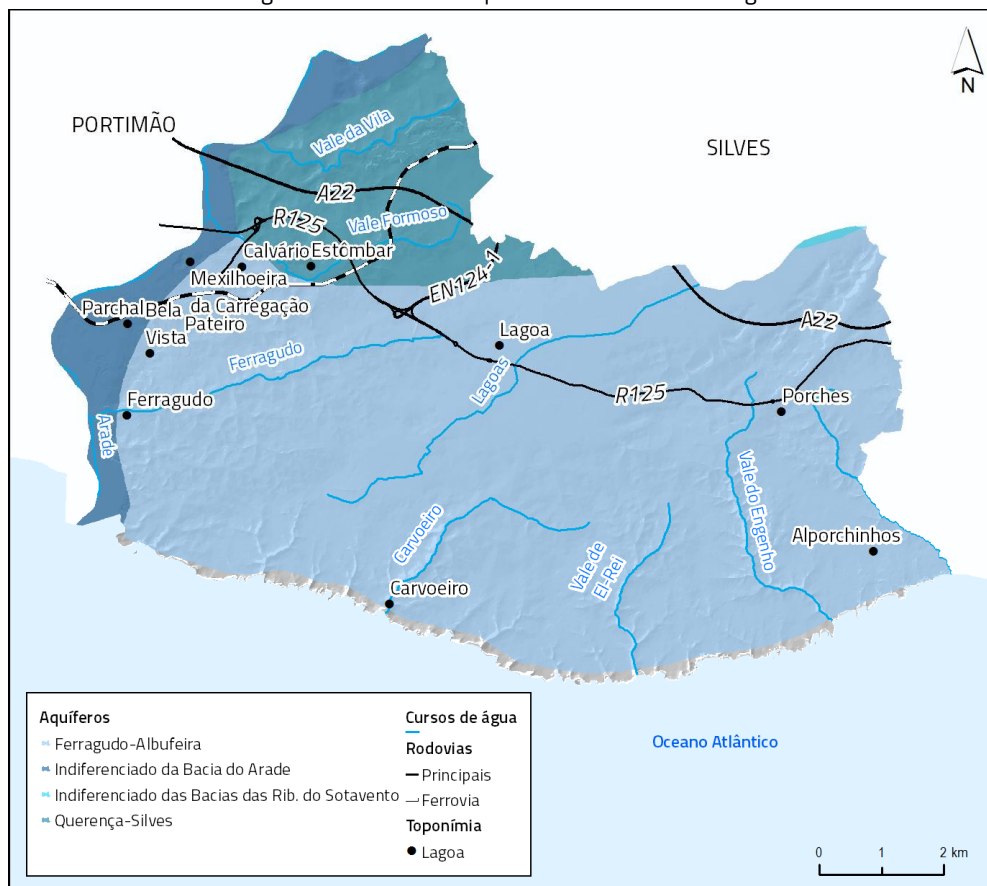 N
PORTIMÃO
SILVES
Vale da Vila
A22
R125
Vale Formoso
Calvário
Estômbar
Mexilhoeira
da Carregação
EN124-1
Parchal
Bela
Vista
Pateiro
Lagoa
A22
Ferragudo
Lagoas
R125
Porches
Ferragudo
Arade
Vale do Engenho
Carvoeiro
Alporchinhos
Vale de
El-Rei
Carvoeiro
Oceano Atlântico
Aquíferos
Ferragudo-Albufeira
Indiferenciado da Bacia do Arade
Indiferenciado das Bacias das Rib. do Sotavento
Querença-Silves
Cursos de água
Rodovias
Principais
Ferrovia
Toponímia
Lagoa
0 1 2 km